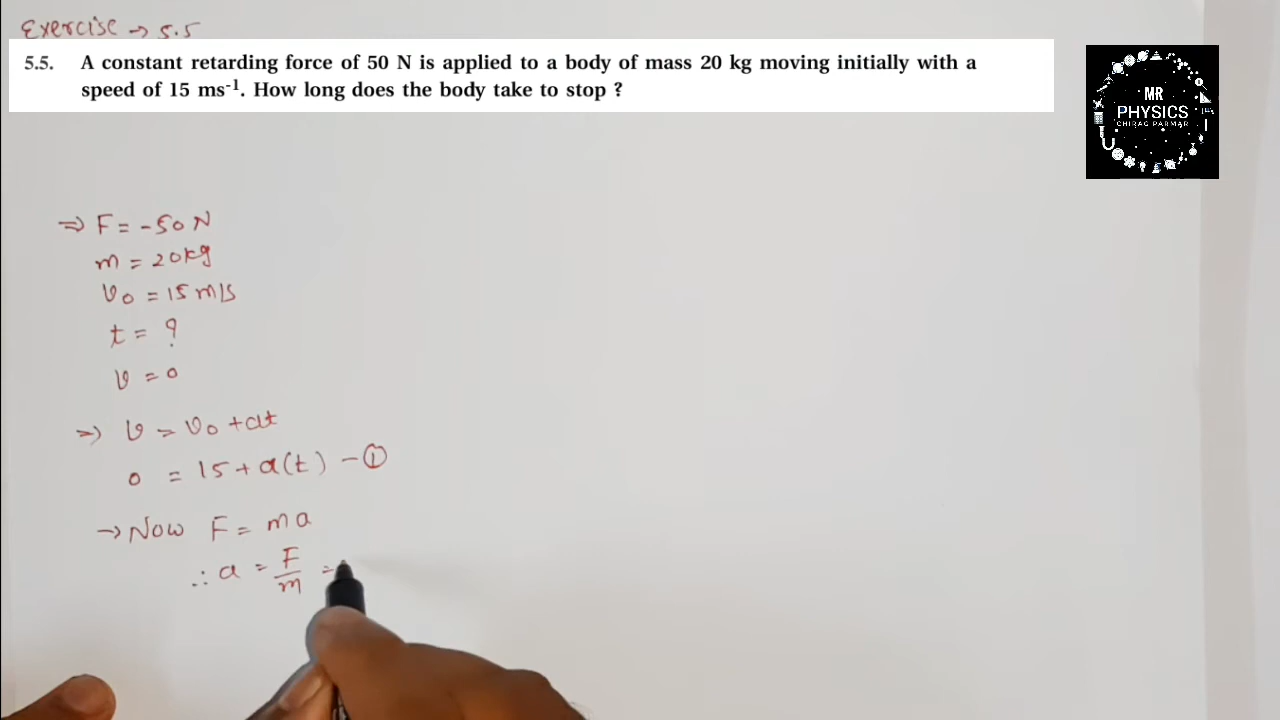 Exercise → 5.5
5.5. A constant retarding force of 50 N is applied to a body of mass 20 kg moving initially with a
speed of 15 ms⁻¹. How long does the body take to stop ?
MR
PHYSICS
CHIRAG PARMAR
⇒ F = -50 N
m = 20kg
v₀ = 15 m/s
t = ?
v = 0
⇒ v = v₀ + at
0 = 15 + a(t) - ①
→ Now F = ma
∴ a = F/m =